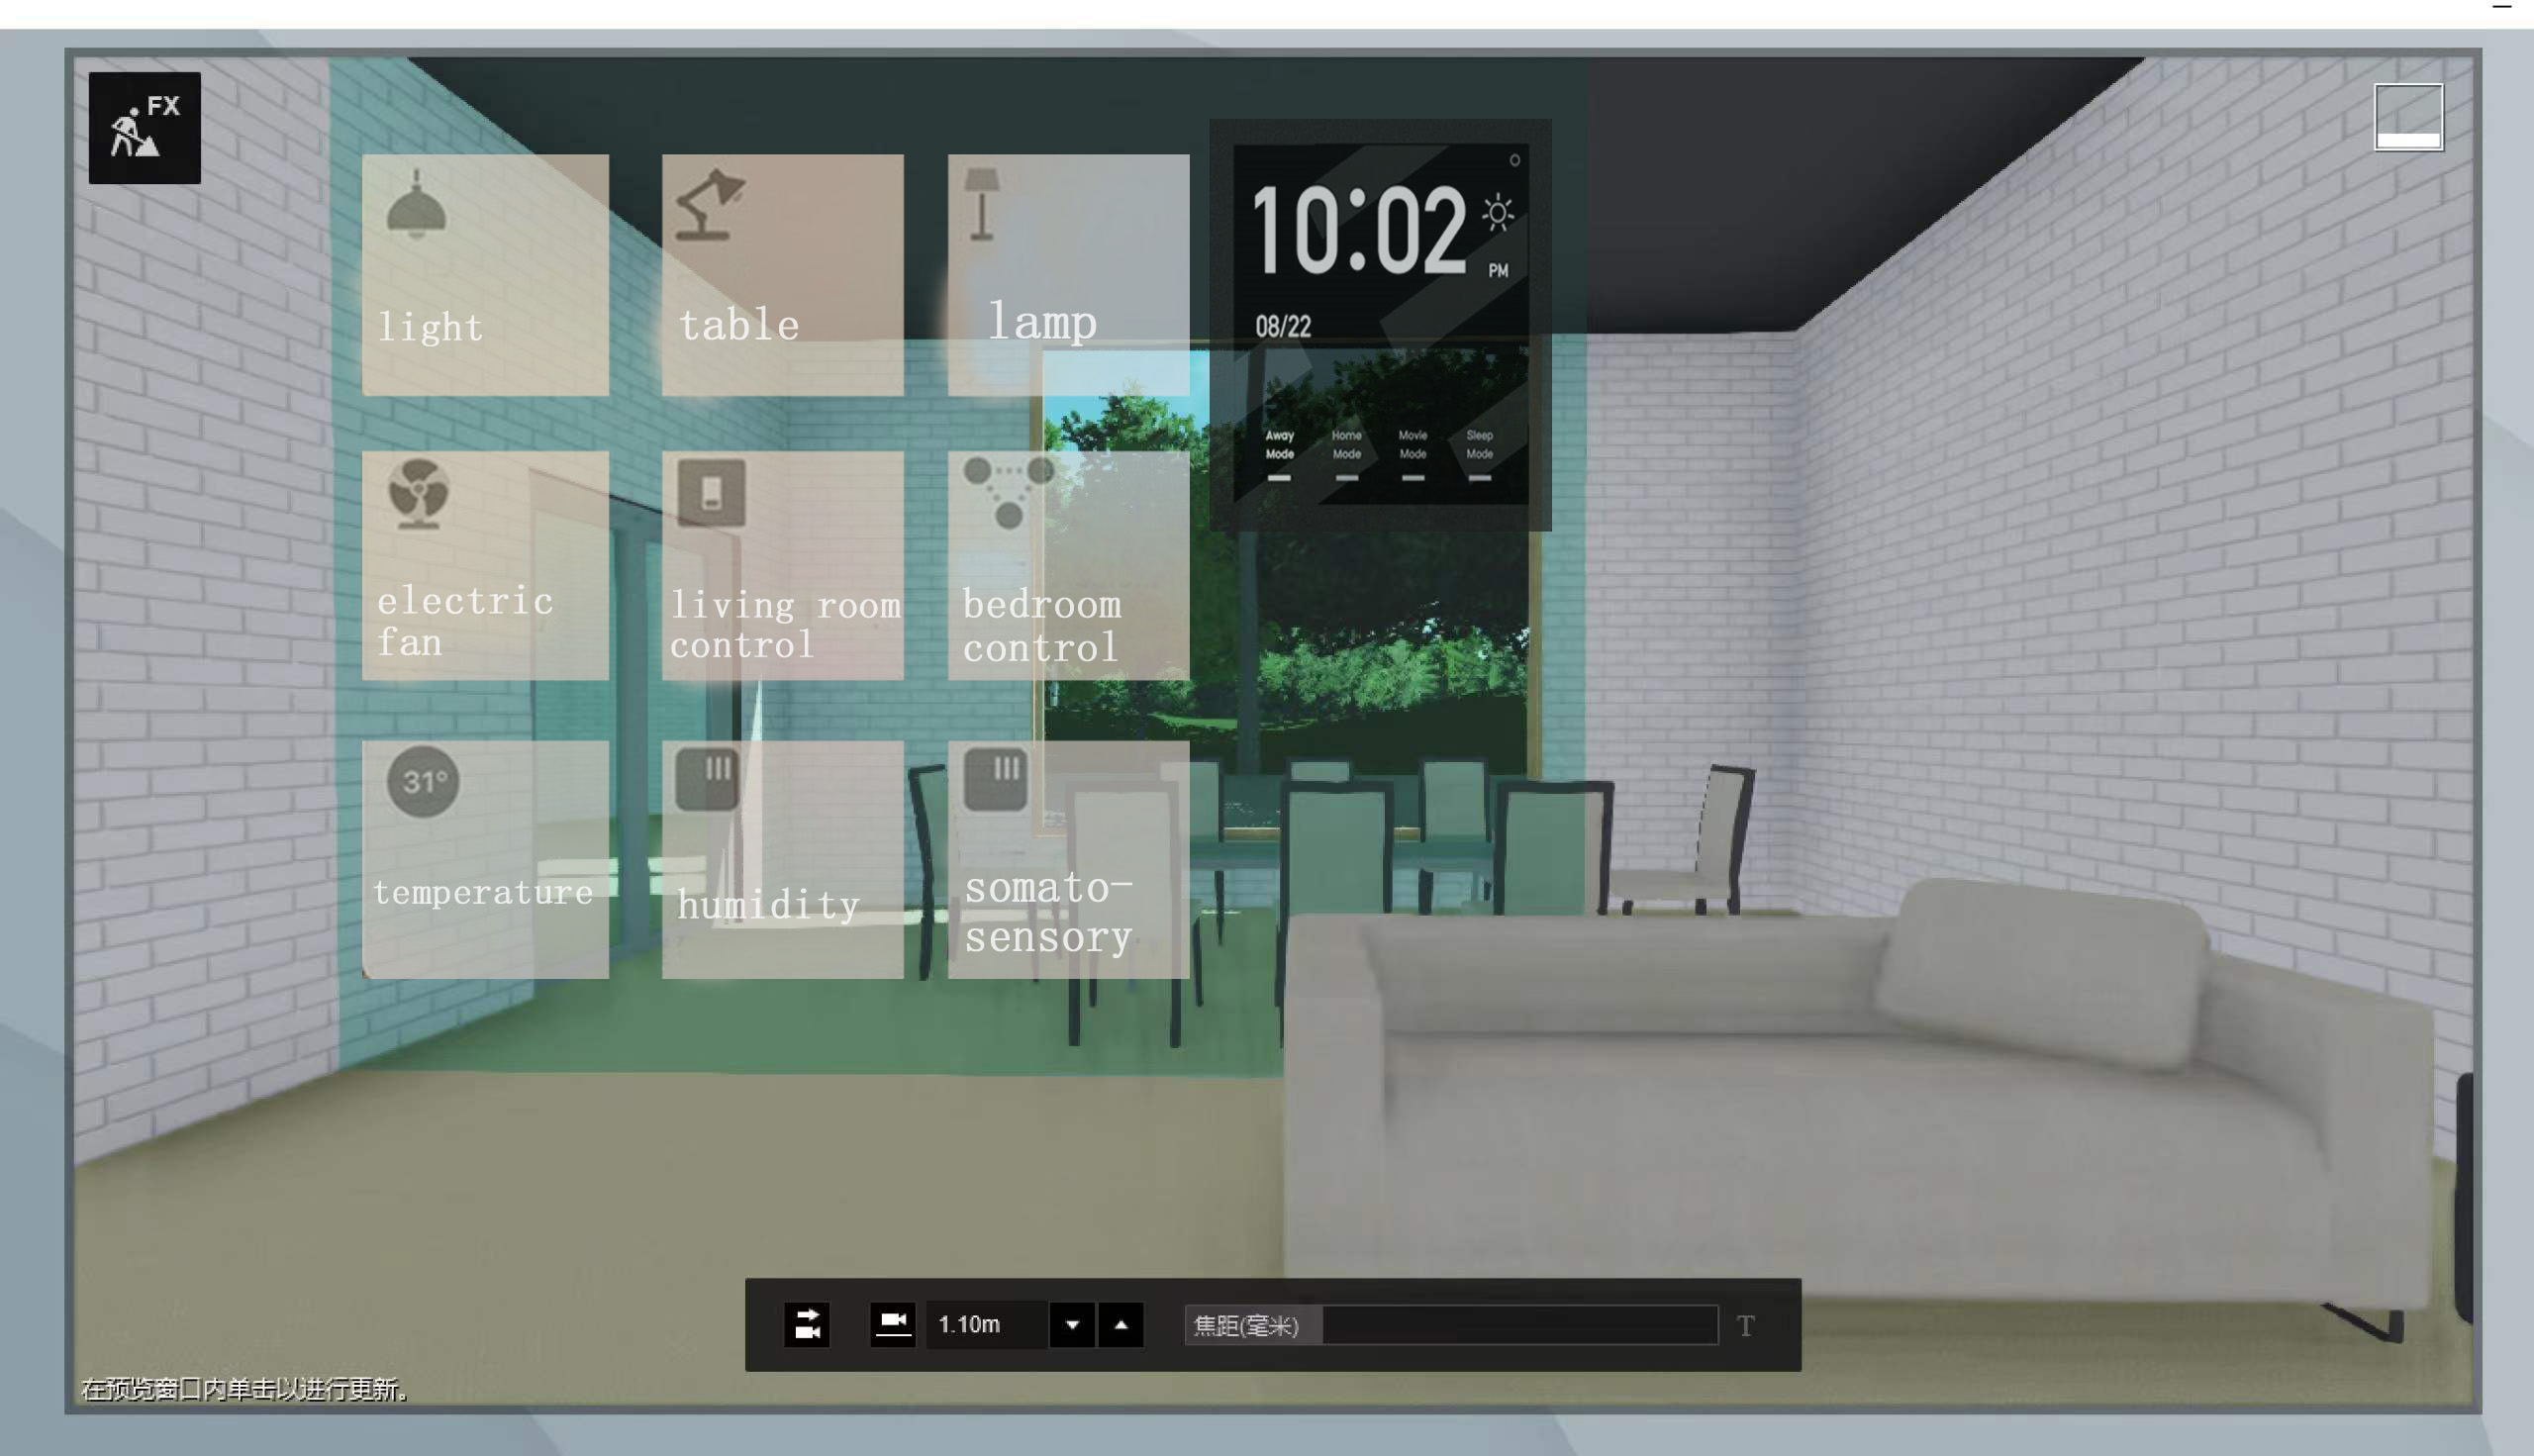 FX
light
table
lamp
10:02
PM
08/22
Away
Mode
Home
Mode
Movie
Mode
Sleep
Mode
electric
fan
living room
control
bedroom
control
31°
temperature
humidity
somato-
sensory
1.10m
焦距(毫米)
T
在预览窗口内单击以进行更新。